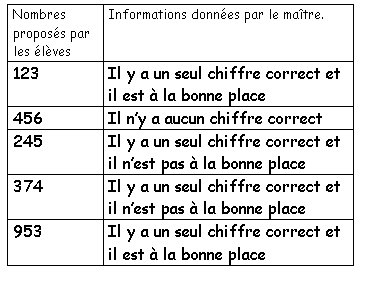 Nombres Informations données par le maître.
proposés par
les élèves
123 Il y a un seul chiffre correct et
il est à la bonne place
456 Il n'y a aucun chiffre correct
245 Il y a un seul chiffre correct et
il n'est pas à la bonne place
374 Il y a un seul chiffre correct et
il n'est pas à la bonne place
953 Il y a un seul chiffre correct et
il est à la bonne place